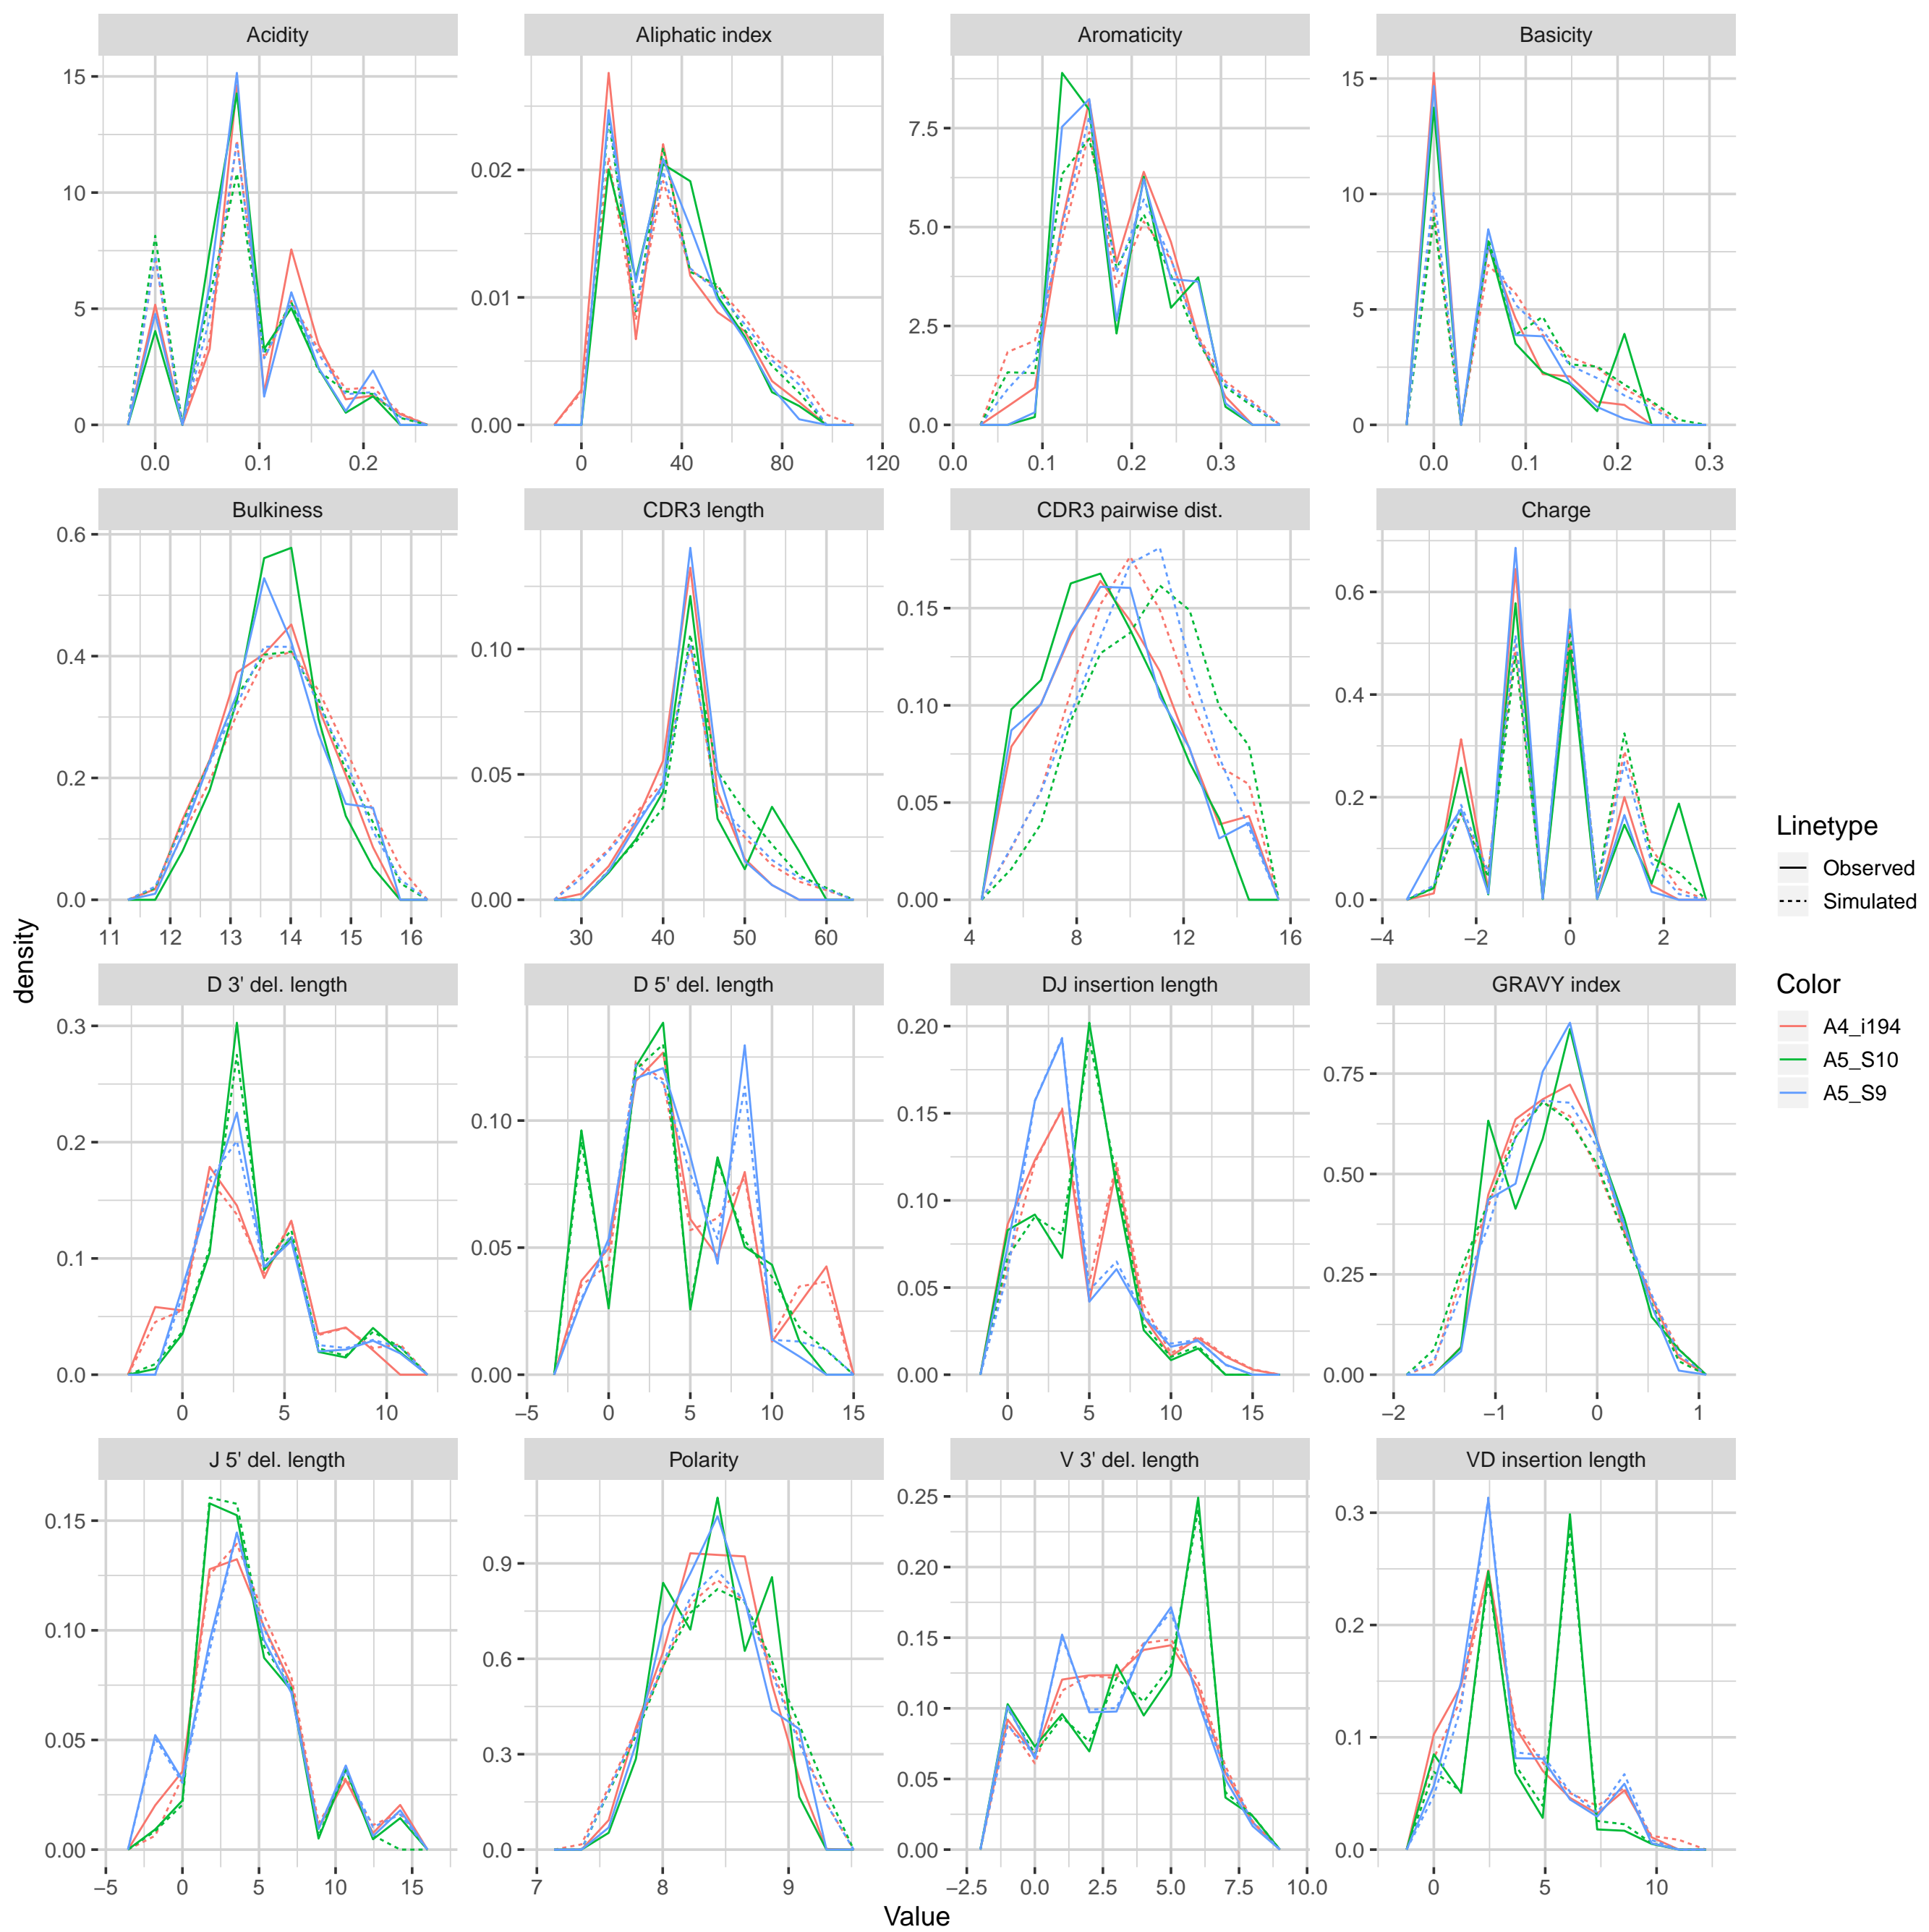 Acidity
Aliphatic index
Aromaticity
Basicity
15
10
5
0
0.02
0.01
0.00
7.5
5.0
2.5
0.0
15
10
5
0
0.0 0.1 0.2
0 40 80 120
0.0 0.1 0.2 0.3
0.0 0.1 0.2 0.3
Bulkiness
CDR3 length
CDR3 pairwise dist.
Charge
0.6
0.4
0.2
0.0
0.10
0.05
0.00
0.15
0.10
0.05
0.00
0.6
0.4
0.2
0.0
11 12 13 14 15 16
30 40 50 60
4 8 12 16
−4 −2 0 2
D 3' del. length
D 5' del. length
DJ insertion length
GRAVY index
0.3
0.2
0.1
0.0
0.10
0.05
0.00
0.20
0.15
0.10
0.05
0.00
0.75
0.50
0.25
0.00
0 5 10
−5 0 5 10 15
0 5 10 15
−2 −1 0 1
J 5' del. length
Polarity
V 3' del. length
VD insertion length
0.15
0.10
0.05
0.00
0.9
0.6
0.3
0.0
0.25
0.20
0.15
0.10
0.05
0.00
0.3
0.2
0.1
0.0
−5 0 5 10 15
7 8 9
−2.5 0.0 2.5 5.0 7.5 10.0
0 5 10
density
Value
Linetype
Observed
Simulated
Color
A4_i194
A5_S10
A5_S9